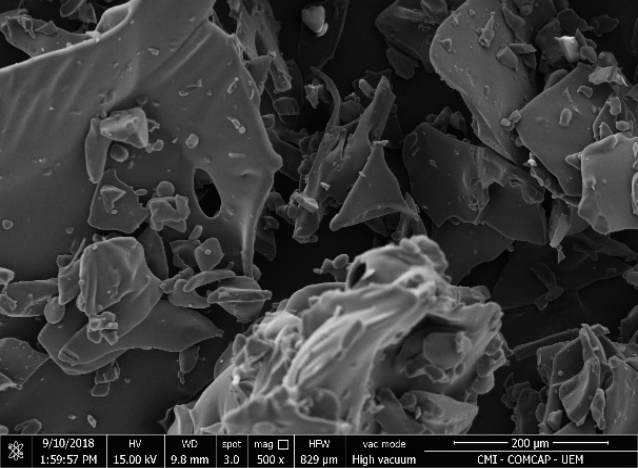 9/10/2018 HV WD spot mag HFW vac mode 200 µm
1:59:57 PM 15.00 kV 9.8 mm 3.0 500 x 829 µm High vacuum CMI - COMCAP - UEM